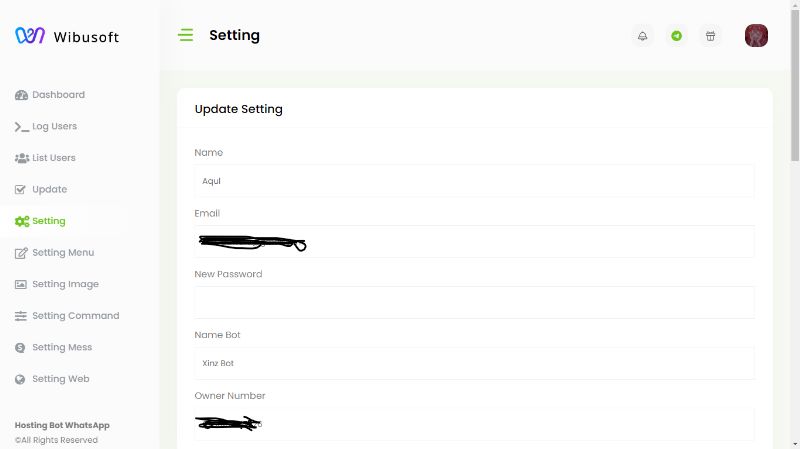 Wibusoft
Setting
Dashboard
Log Users
List Users
Update
Setting
Setting Menu
Setting Image
Setting Command
Setting Mess
Setting Web
Hosting Bot WhatsApp
©All Rights Reserved
Update Setting
Name
Aqul
Email
New Password
Name Bot
Xinz Bot
Owner Number